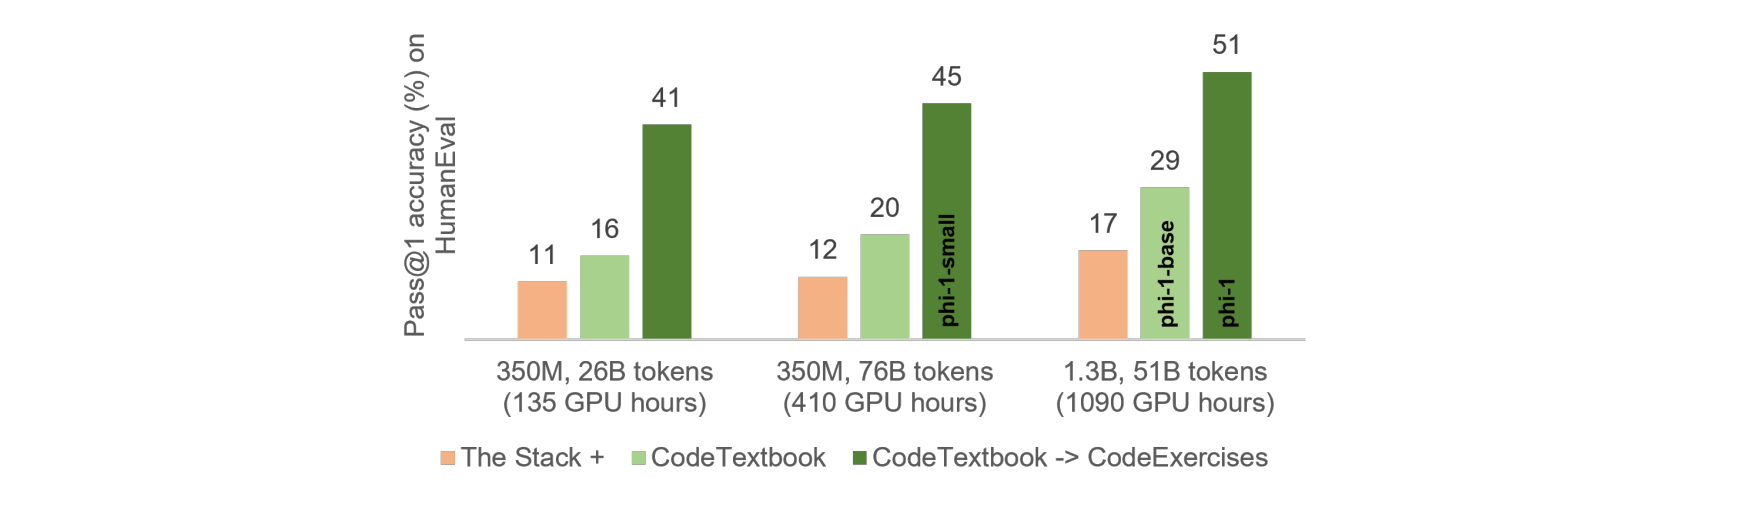 Pass@1 accuracy (%) on
HumanEval
11
16
41
12
20
45
phi-1-small
17
29
phi-1-base
51
phi-1
350M, 26B tokens
(135 GPU hours)
350M, 76B tokens
(410 GPU hours)
1.3B, 51B tokens
(1090 GPU hours)
The Stack +
CodeTextbook
CodeTextbook -> CodeExercises